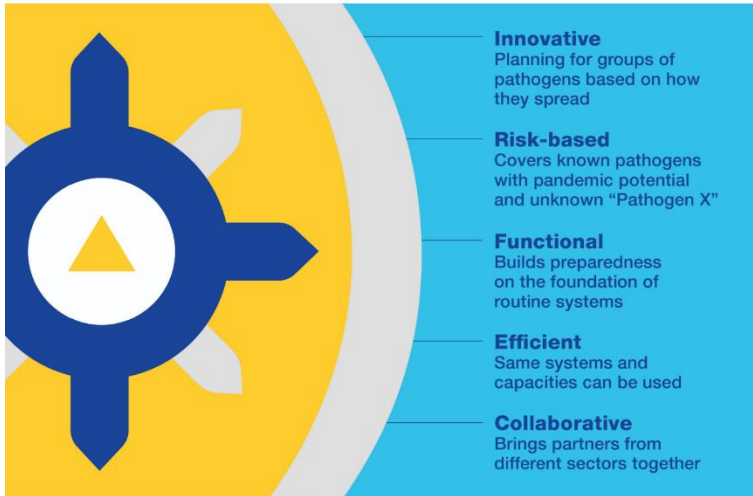 Innovative
Planning for groups of
pathogens based on how
they spread
Risk-based
Covers known pathogens
with pandemic potential
and unknown “Pathogen X”
Functional
Builds preparedness
on the foundation of
routine systems
Efficient
Same systems and
capacities can be used
Collaborative
Brings partners from
different sectors together